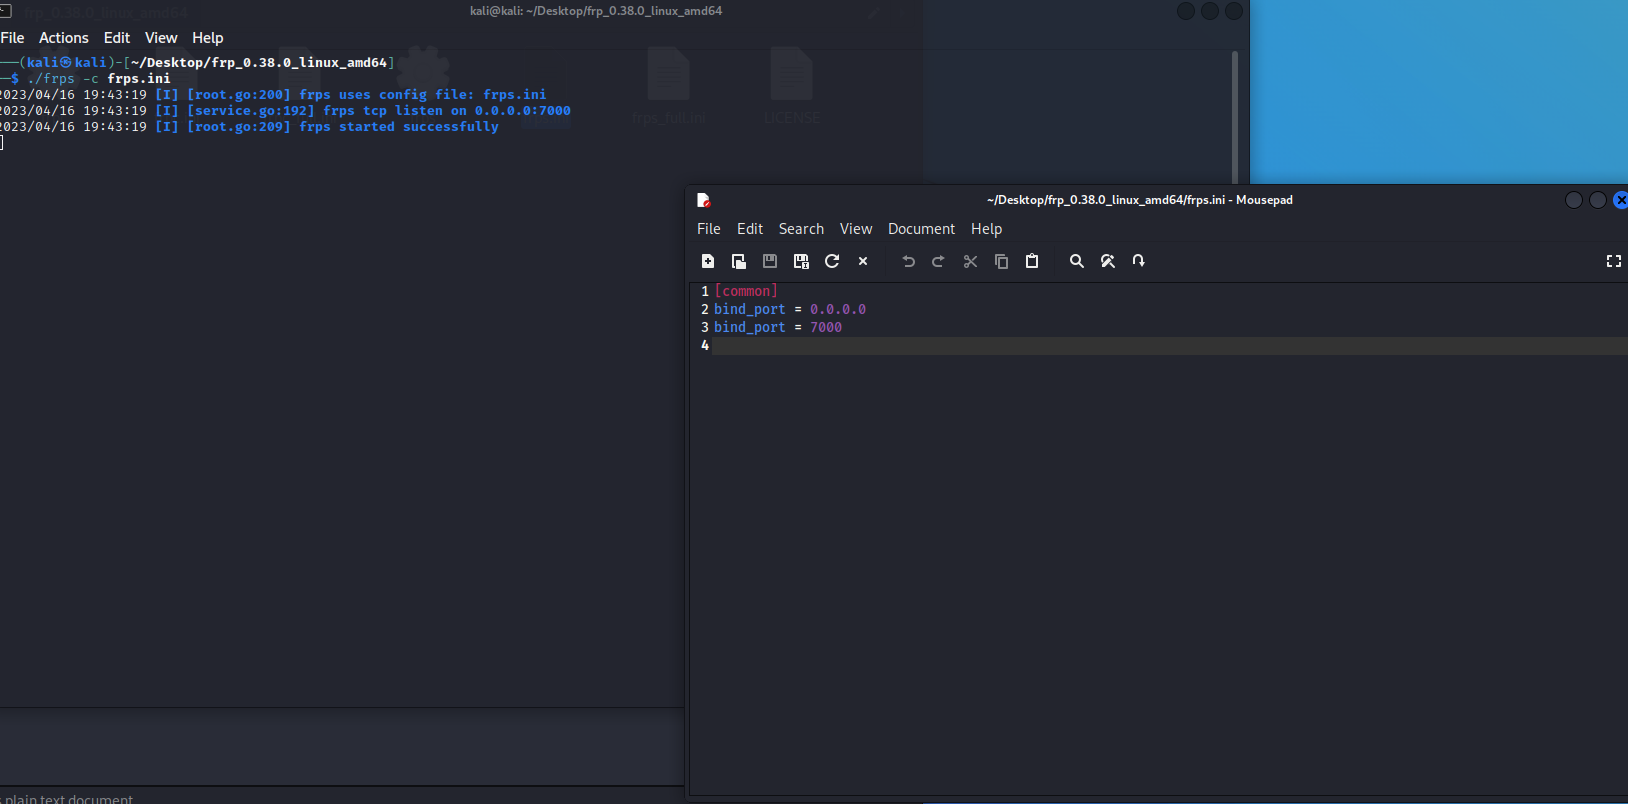 frp_0.38.0_linux_amd64
kali@kali: ~/Desktop/frp_0.38.0_linux_amd64
File Actions Edit View Help
(kali㉿kali)-[~/Desktop/frp_0.38.0_linux_amd64]
$ ./frps -c frps.ini
2023/04/16 19:43:19 [I] [root.go:200] frps uses config file: frps.ini
2023/04/16 19:43:19 [I] [service.go:192] frps tcp listen on 0.0.0.0:7000
2023/04/16 19:43:19 [I] [root.go:209] frps started successfully
frps_full.ini
LICENSE
~/Desktop/frp_0.38.0_linux_amd64/frps.ini - Mousepad
File Edit Search View Document Help
1 [common]
2 bind_port = 0.0.0.0
3 bind_port = 7000
4
plain text document